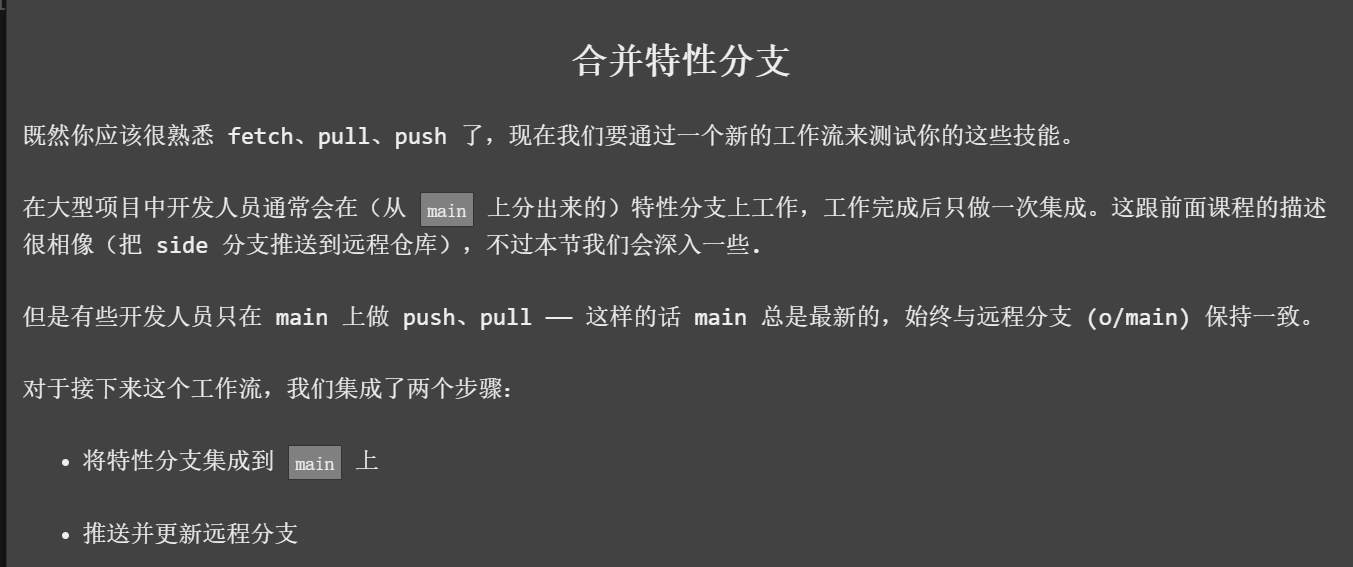 合并特性分支
既然你应该很熟悉 fetch、pull、push 了，现在我们要通过一个新的工作流来测试你的这些技能。
在大型项目中开发人员通常会在（从 main 上分出来的）特性分支上工作，工作完成后只做一次集成。这跟前面课程的描述
很相像（把 side 分支推送到远程仓库），不过本节我们会深入一些.
但是有些开发人员只在 main 上做 push、pull —— 这样的话 main 总是最新的，始终与远程分支 (o/main) 保持一致。
对于接下来这个工作流，我们集成了两个步骤：
• 将特性分支集成到 main 上
• 推送并更新远程分支